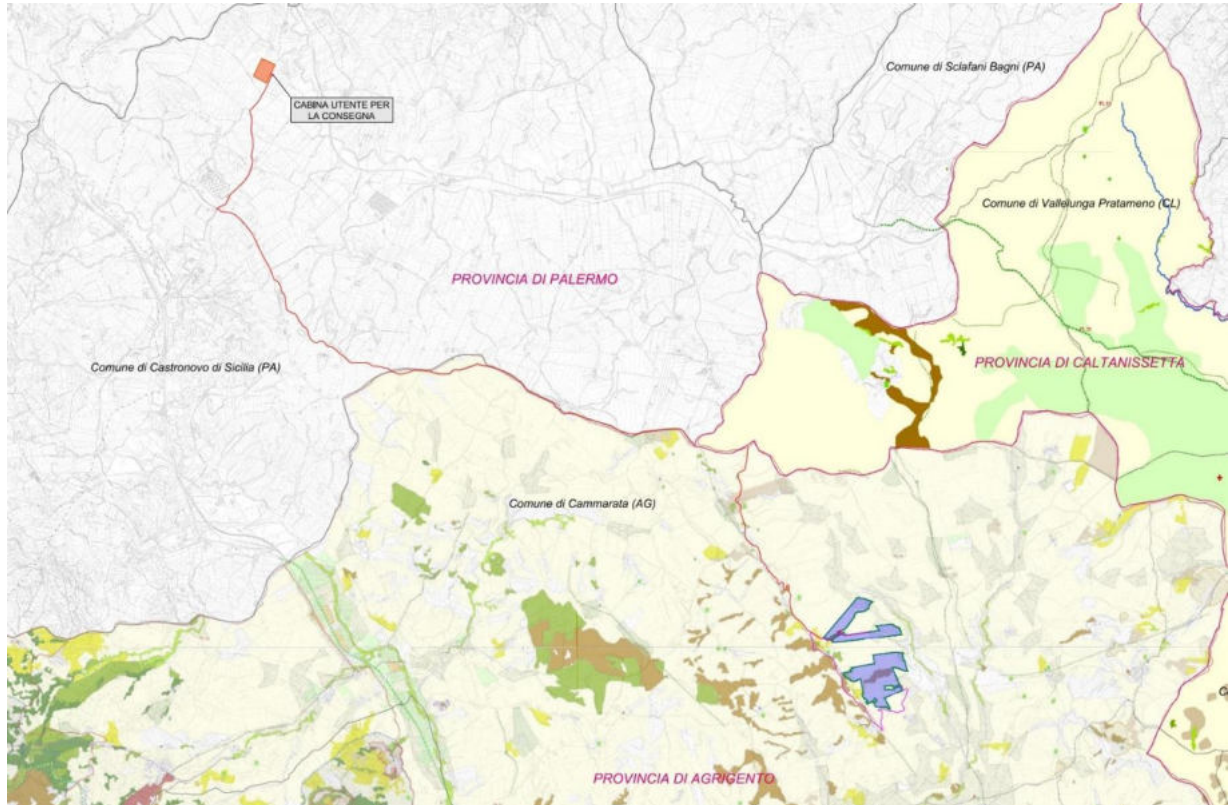 Comune di Sclafani Bagni (PA)
CABINA UTENTE PER
LA CONSEGNA
Comune di Vallelunga Pratameno (CL)
PROVINCIA DI PALERMO
PROVINCIA DI CALTANISSETTA
Comune di Castronovo di Sicilia (PA)
Comune di Cammarata (AG)
PROVINCIA DI AGRIGENTO